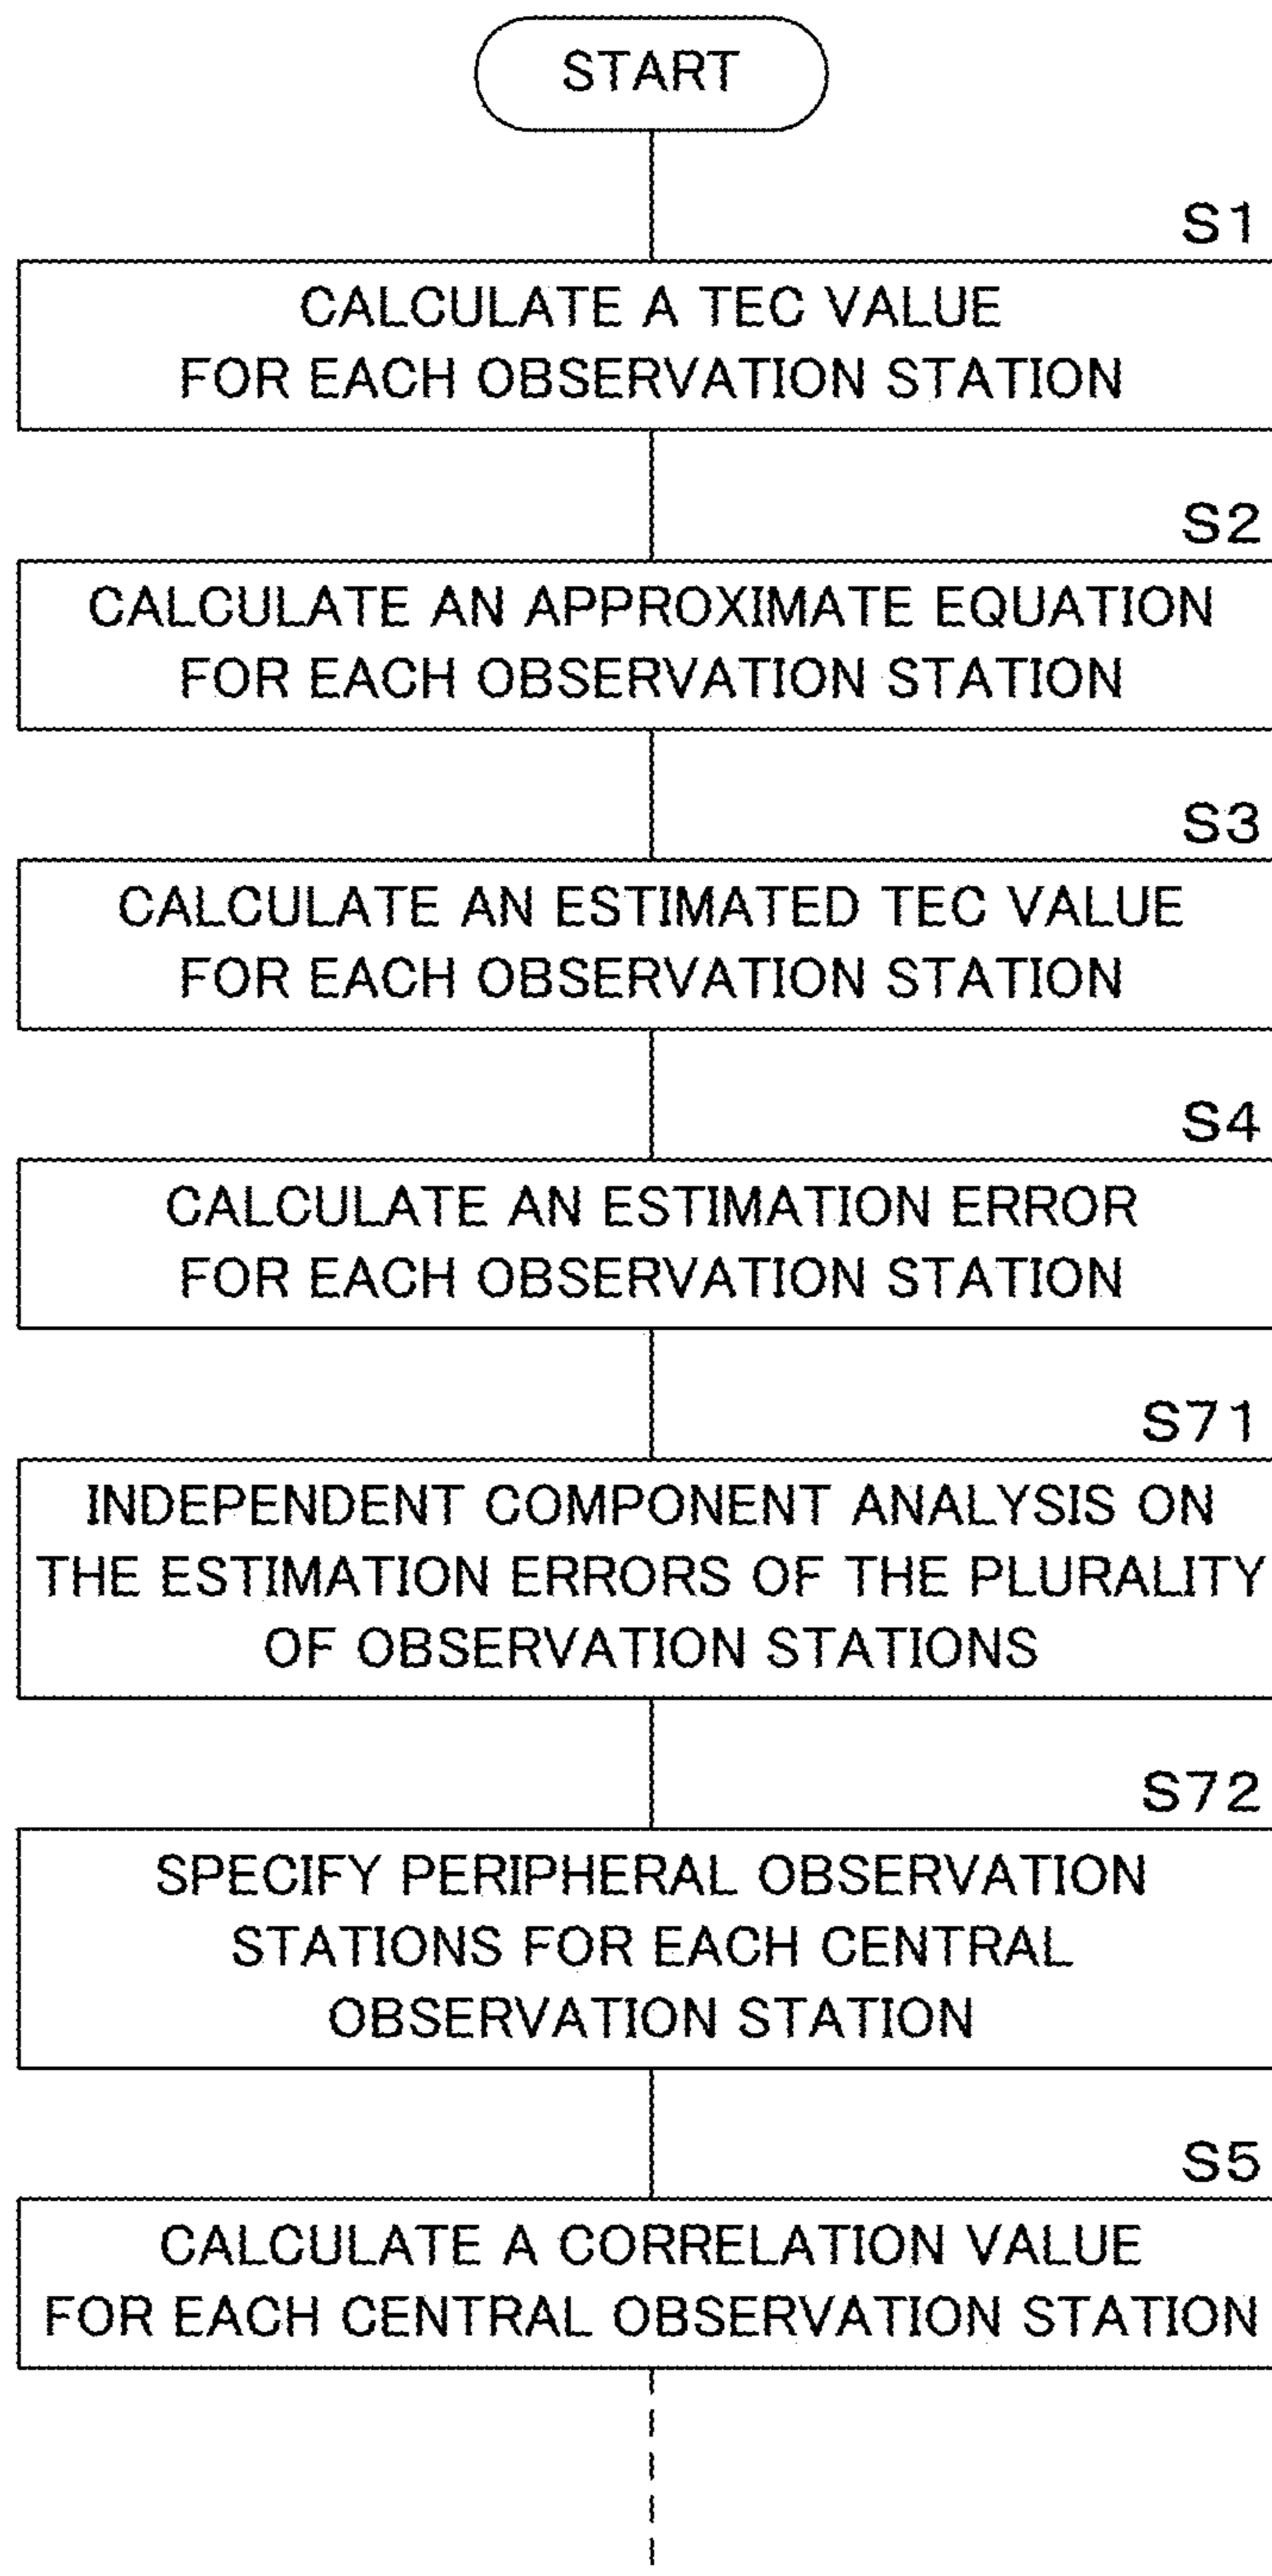 START
S1
CALCULATE A TEC VALUE
FOR EACH OBSERVATION STATION
S2
CALCULATE AN APPROXIMATE EQUATION
FOR EACH OBSERVATION STATION
S3
CALCULATE AN ESTIMATED TEC VALUE
FOR EACH OBSERVATION STATION
S4
CALCULATE AN ESTIMATION ERROR
FOR EACH OBSERVATION STATION
S71
INDEPENDENT COMPONENT ANALYSIS ON
THE ESTIMATION ERRORS OF THE PLURALITY
OF OBSERVATION STATIONS
S72
SPECIFY PERIPHERAL OBSERVATION
STATIONS FOR EACH CENTRAL
OBSERVATION STATION
S5
CALCULATE A CORRELATION VALUE
FOR EACH CENTRAL OBSERVATION STATION